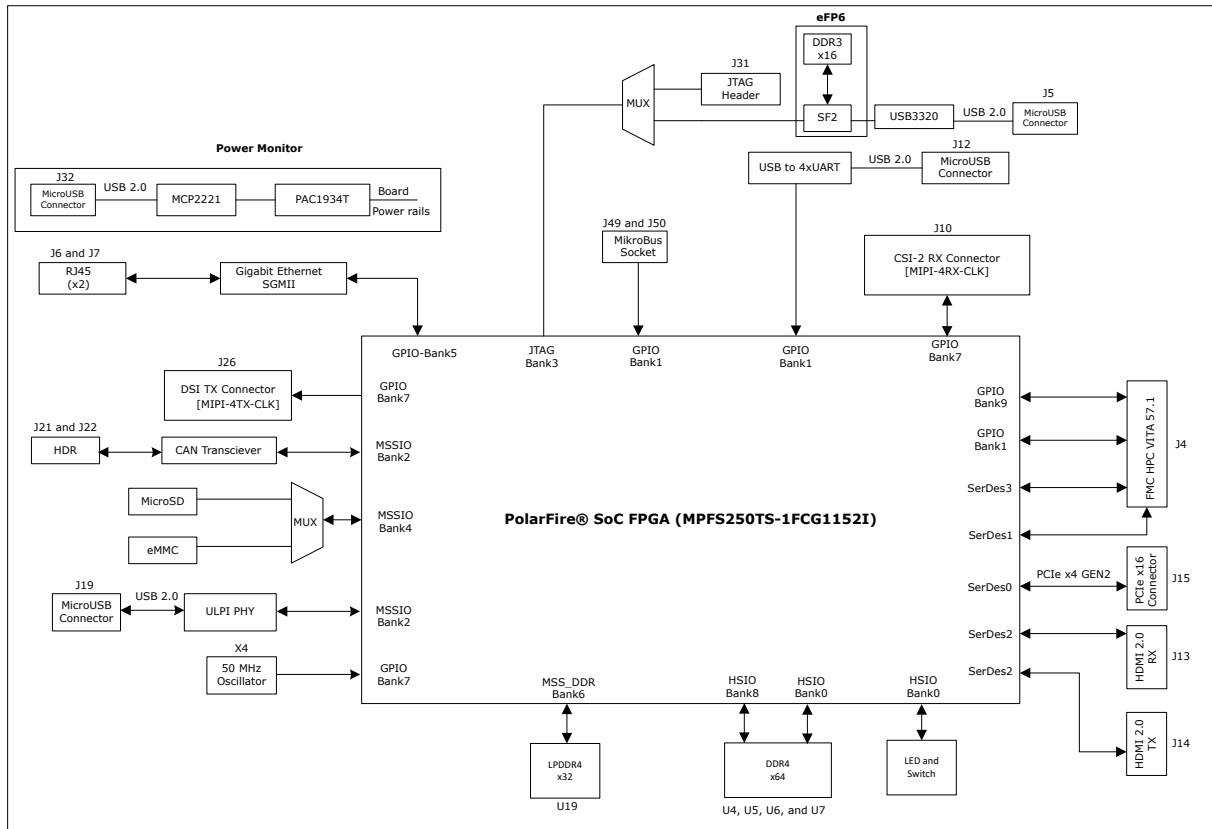 eFP6
DDR3
x16
J31
JTAG
Header
MUX
SF2
USB3320
USB 2.0
J5
MicroUSB
Connector
Power Monitor
J32
MicroUSB
Connector
USB 2.0
MCP2221
PAC1934T
Board
Power rails
USB to 4xUART
USB 2.0
J12
MicroUSB
Connector
J49 and J50
MikroBus
Socket
J10
CSI-2 RX Connector
[MIPI-4RX-CLK]
J6 and J7
RJ45
(x2)
Gigabit Ethernet
SGMII
GPIO-Bank5
JTAG
Bank3
GPIO
Bank1
GPIO
Bank1
GPIO
Bank7
J26
DSI TX Connector
[MIPI-4TX-CLK]
GPIO
Bank7
GPIO
Bank9
J21 and J22
HDR
CAN Transciever
MSSIO
Bank2
GPIO
Bank1
FMC HPC VITA 57.1
J4
MicroSD
eMMC
MUX
MSSIO
Bank4
SerDes3
PolarFire® SoC FPGA (MPFS250TS-1FCG1152I)
SerDes1
SerDes0
PCIe x4 GEN2
PCIe x16
Connector
J15
J19
MicroUSB
Connector
USB 2.0
ULPI PHY
MSSIO
Bank2
SerDes2
HDMI 2.0
RX
J13
X4
50 MHz
Oscillator
GPIO
Bank7
SerDes2
HDMI 2.0
TX
J14
MSS_DDR
Bank6
HSIO
Bank8
HSIO
Bank0
HSIO
Bank0
LPDDR4
x32
U19
DDR4
x64
U4, U5, U6, and U7
LED and
Switch